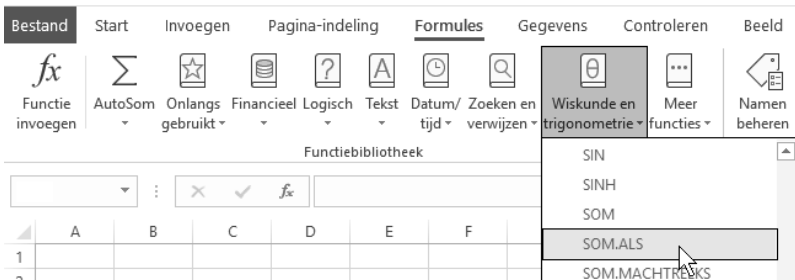 Bestand Start Invoegen Pagina-indeling Formules Gegevens Controleren Beeld
fx θ
Functie invoegen
AutoSom
Onlangs gebruikt
Financieel
Logisch
Tekst
Datum/ tijd
Zoeken en verwijzen
Wiskunde en trigonometrie
Meer functies
Namen beheren
Functiebibliotheek
fx
SIN
SINH
SOM
SOM.ALS
SOM.MACHTREEKS
A B C D E F
1